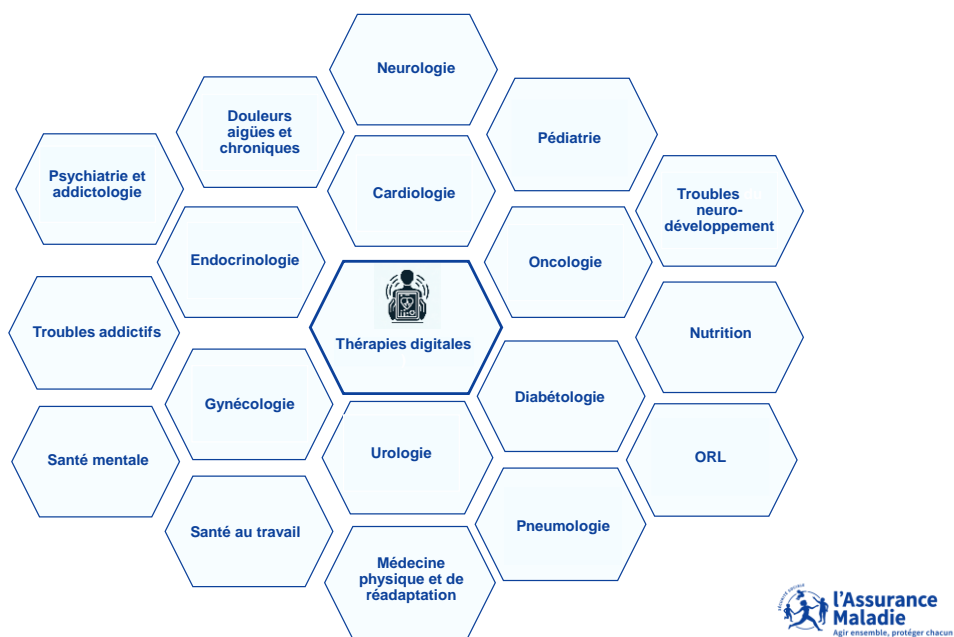 Neurologie
Douleurs
aigües et
chroniques
Pédiatrie
Psychiatrie et
addictologie
Cardiologie
Troubles
neuro-
développement
Endocrinologie
Oncologie
Troubles addictifs
Thérapies digitales
Nutrition
Gynécologie
Diabétologie
Santé mentale
Urologie
ORL
Santé au travail
Pneumologie
Médecine
physique et de
réadaptation
SÉCURITÉ SOCIALE
l'Assurance
Maladie
Agir ensemble, protéger chacun